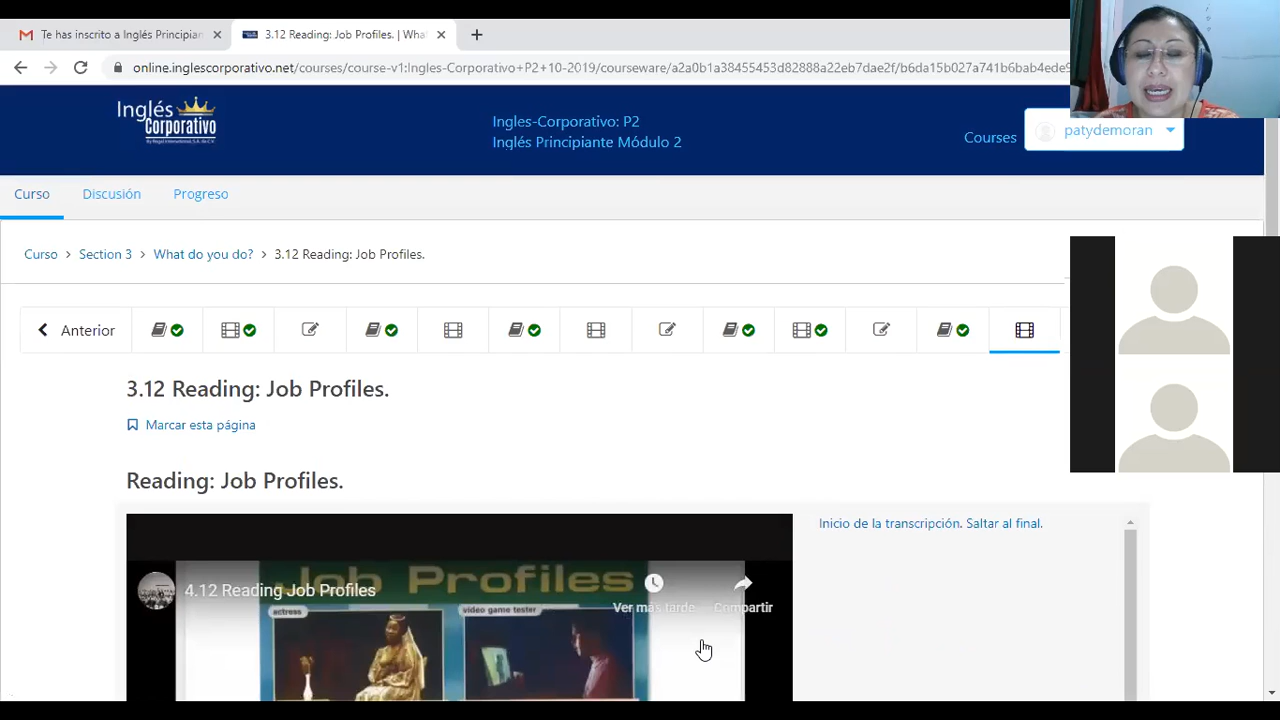 Te has inscrito a Inglés Principian
3.12 Reading: Job Profiles. | Wha
online.inglescorporativo.net/courses/course-v1:Ingles-Corporativo+P2+10-2019/courseware/a2a0b1a38455453d82888a22eb7dae2f/b6da15b027a741b6bab4ede9
Inglés
Corporativo
Ingles-Corporativo: P2
Inglés Principiante Módulo 2
Courses
patydemoran
Curso
Discusión
Progreso
Curso > Section 3 > What do you do? > 3.12 Reading: Job Profiles.
Anterior
3.12 Reading: Job Profiles.
Marcar esta página
Reading: Job Profiles.
Inicio de la transcripción. Saltar al final.
Job Profiles
4.12 Reading Job Profiles
Ver más tarde
Compartir
actress
video game tester